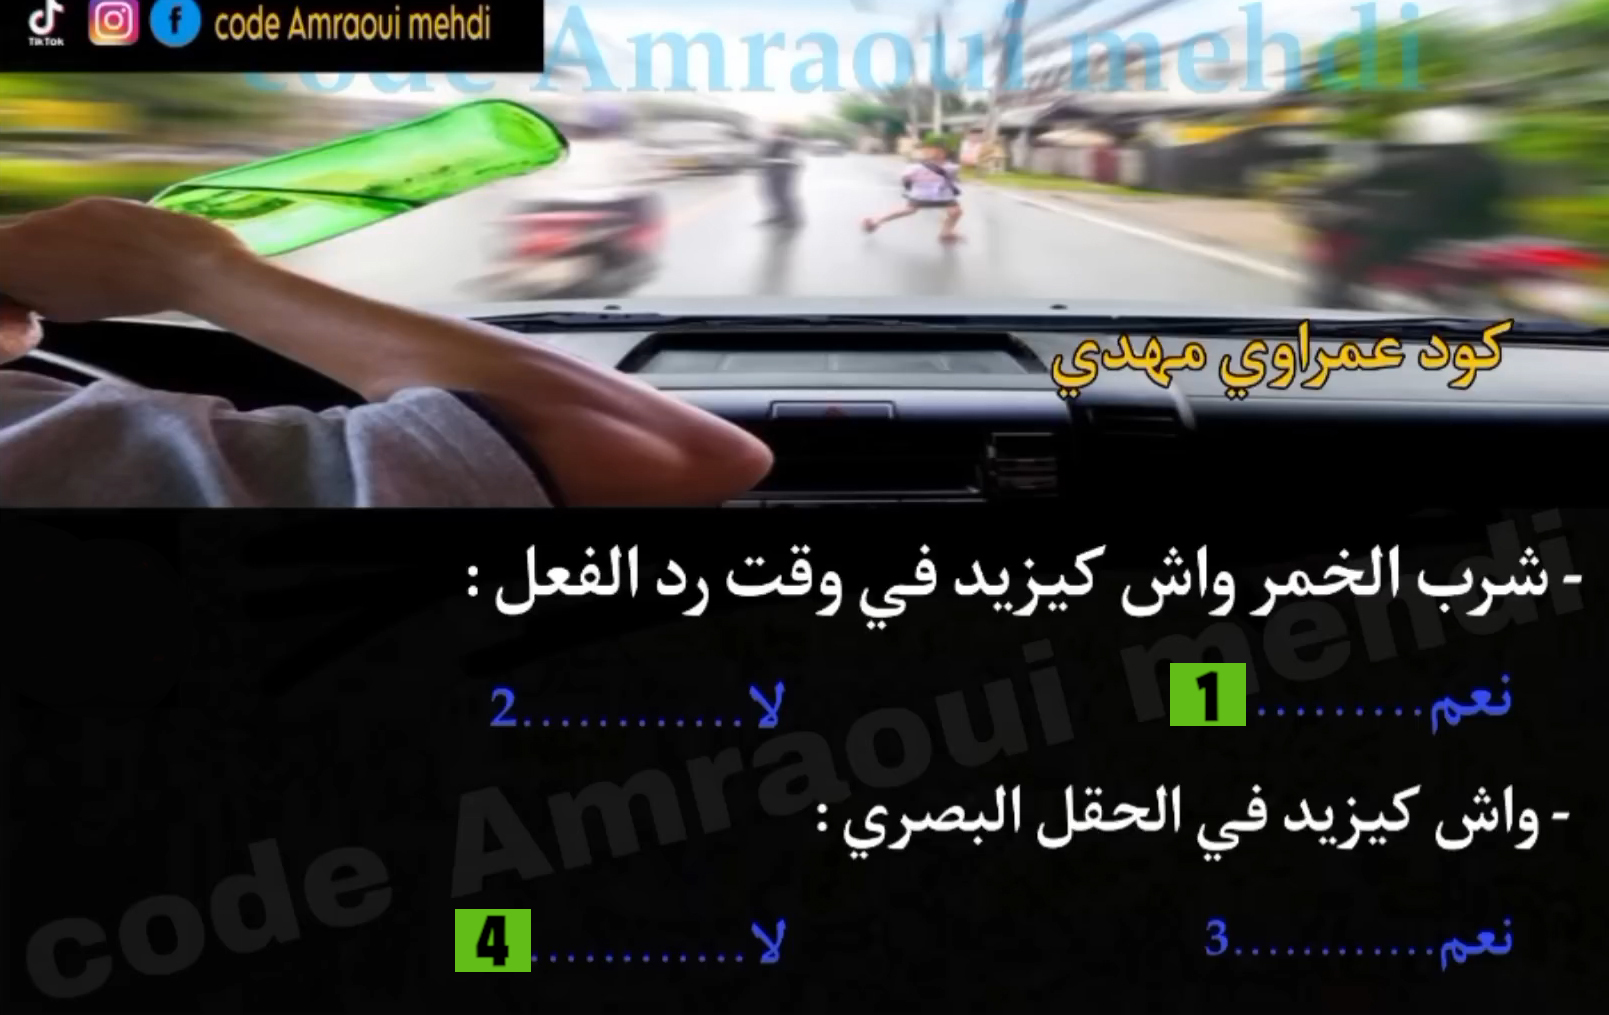 TikTok code Amraoui mehdi
code Amraoui mehdi
كود عمراوي مهدي
- شرب الخمر واش كيزيد في وقت رد الفعل :
نعم.........1 لا............2
- واش كيزيد في الحقل البصري :
نعم............3 لا............4
code Amraoui mehdi